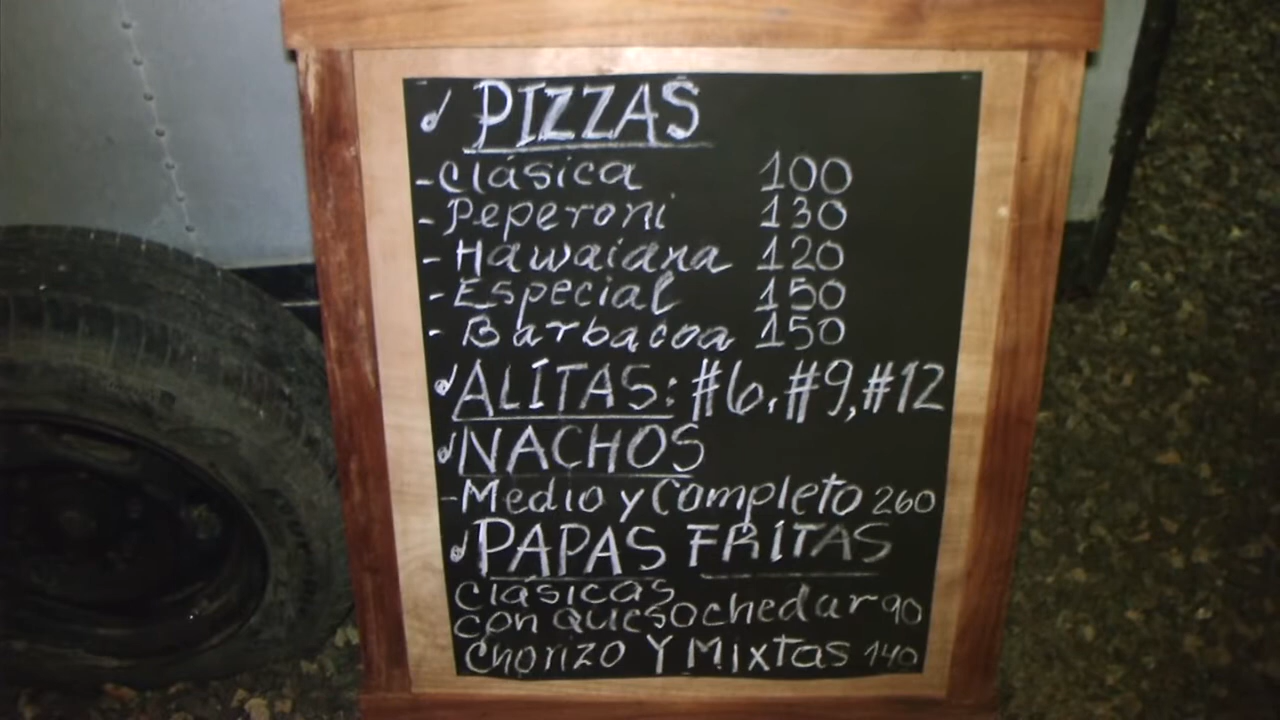 PIZZAS
-Clásica 100
-Peperoni 130
-Hawaiana 120
-Especial 150
-Barbacoa 150
ALITAS: #6, #9, #12
NACHOS
-Medio y Completo 260
PAPAS FRITAS
Clásicas
con queso chedar 90
Chorizo Y Mixtas 140